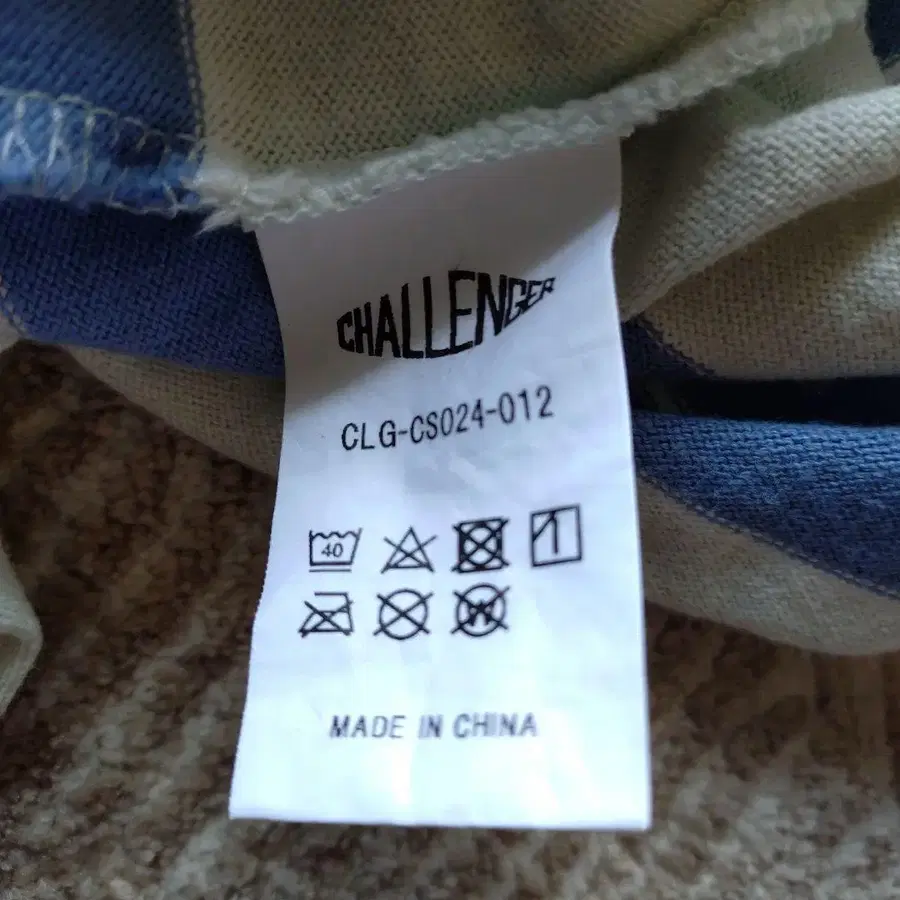 CHALLENGER
CLG-CS024-012
40
W
MADE IN CHINA